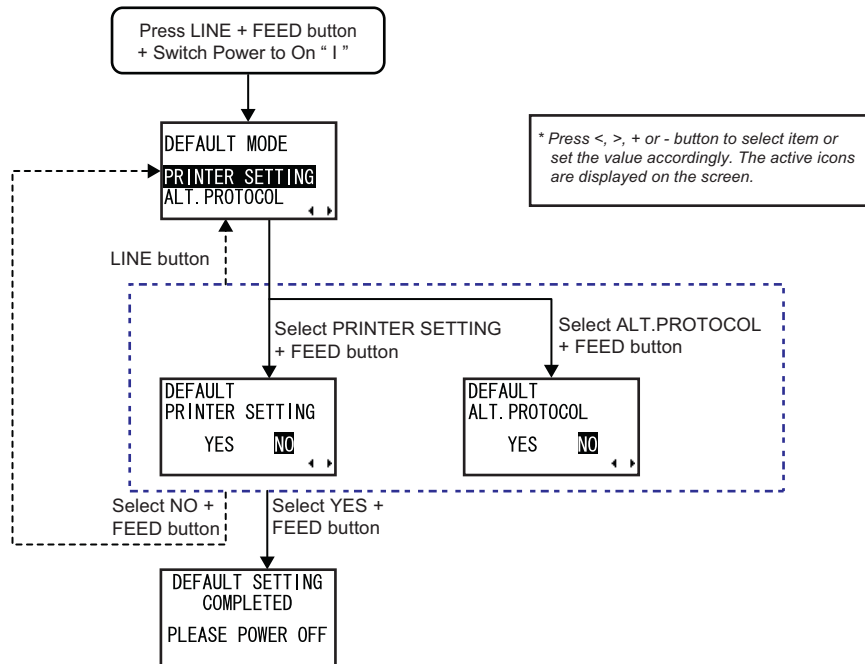 Press LINE + FEED button
+ Switch Power to On “ I ”
DEFAULT MODE
PRINTER SETTING
ALT.PROTOCOL
* Press <, >, + or - button to select item or
set the value accordingly. The active icons
are displayed on the screen.
LINE button
Select PRINTER SETTING
+ FEED button
Select ALT.PROTOCOL
+ FEED button
DEFAULT
PRINTER SETTING
YES NO
DEFAULT
ALT.PROTOCOL
YES NO
Select NO +
FEED button
Select YES +
FEED button
DEFAULT SETTING
COMPLETED
PLEASE POWER OFF